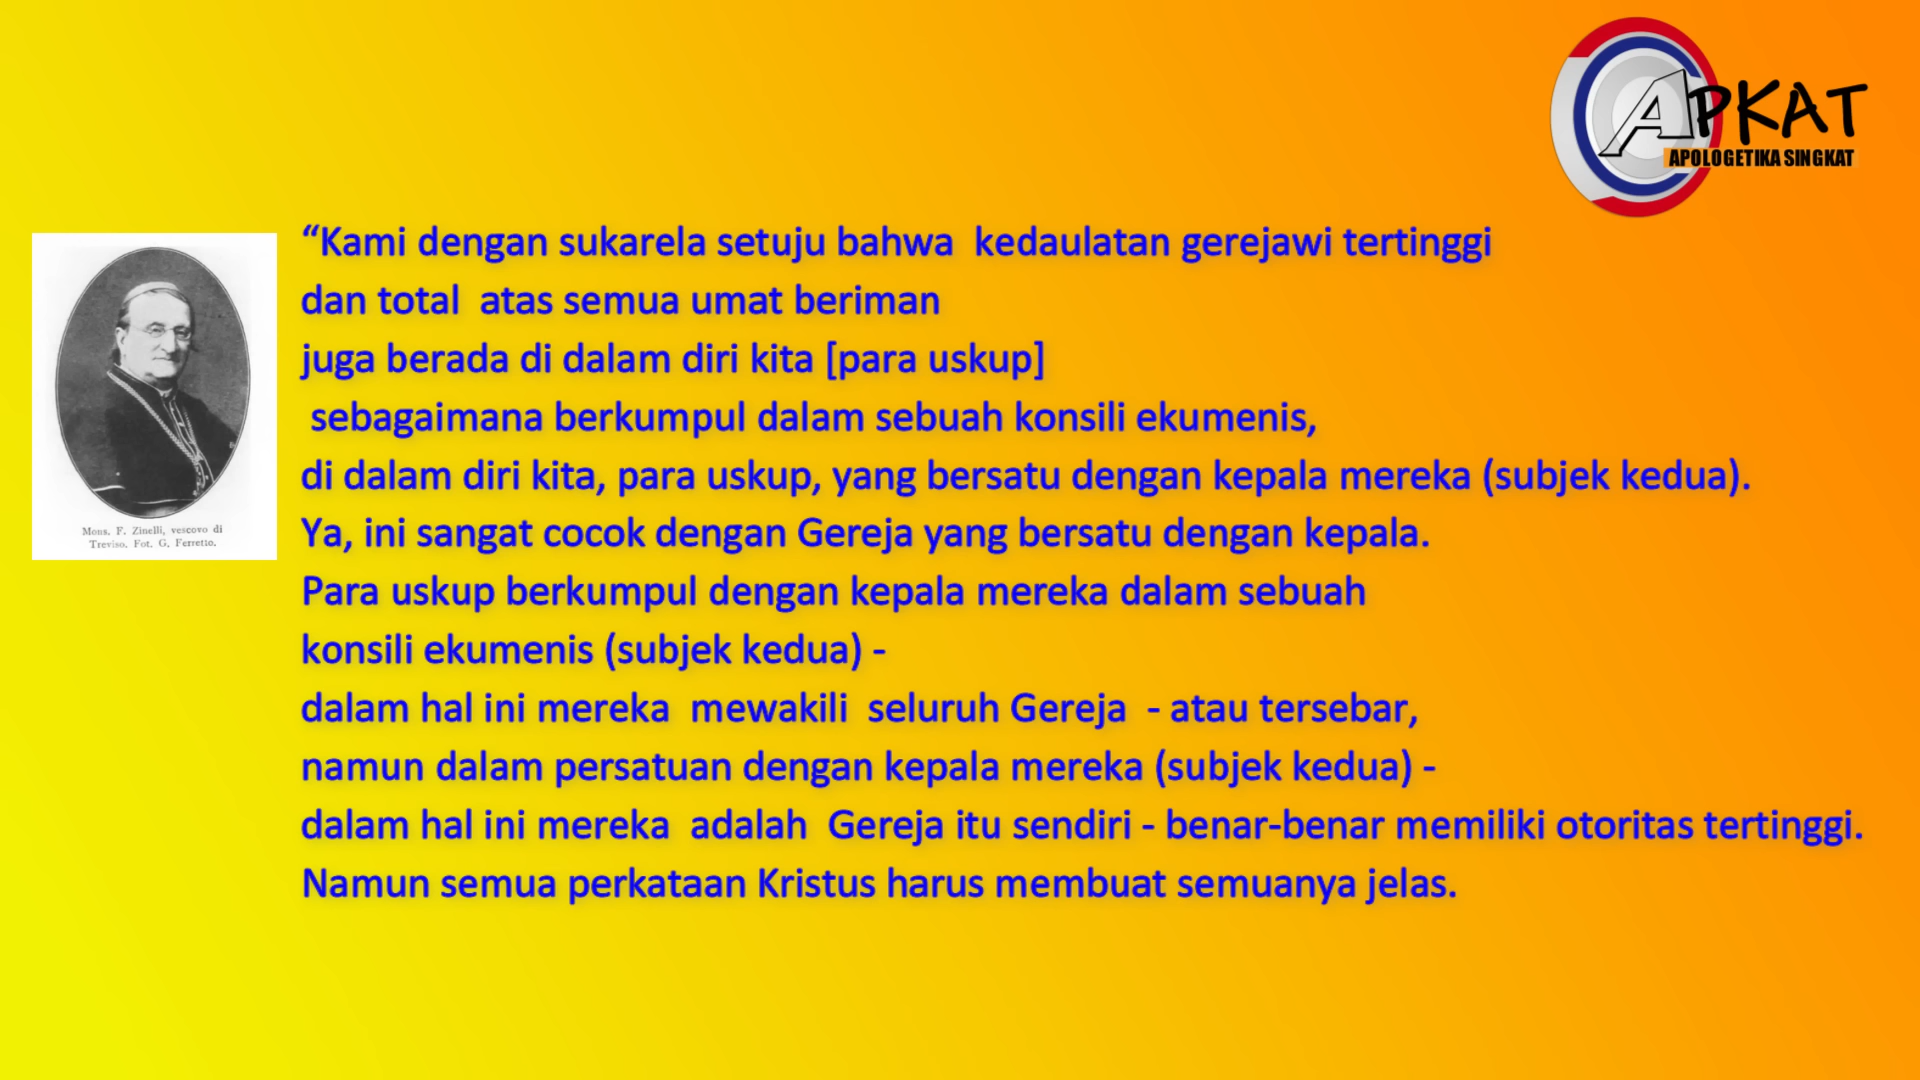 APKAT
APOLOGETIKA SINGKAT
“Kami dengan sukarela setuju bahwa kedaulatan gerejawi tertinggi
dan total atas semua umat beriman
juga berada di dalam diri kita [para uskup]
sebagaimana berkumpul dalam sebuah konsili ekumenis,
di dalam diri kita, para uskup, yang bersatu dengan kepala mereka (subjek kedua).
Ya, ini sangat cocok dengan Gereja yang bersatu dengan kepala.
Para uskup berkumpul dengan kepala mereka dalam sebuah
konsili ekumenis (subjek kedua) -
dalam hal ini mereka mewakili seluruh Gereja - atau tersebar,
namun dalam persatuan dengan kepala mereka (subjek kedua) -
dalam hal ini mereka adalah Gereja itu sendiri - benar-benar memiliki otoritas tertinggi.
Namun semua perkataan Kristus harus membuat semuanya jelas.
Mons. F. Zinelli, vescovo di
Treviso. Fot. G. Ferretto.